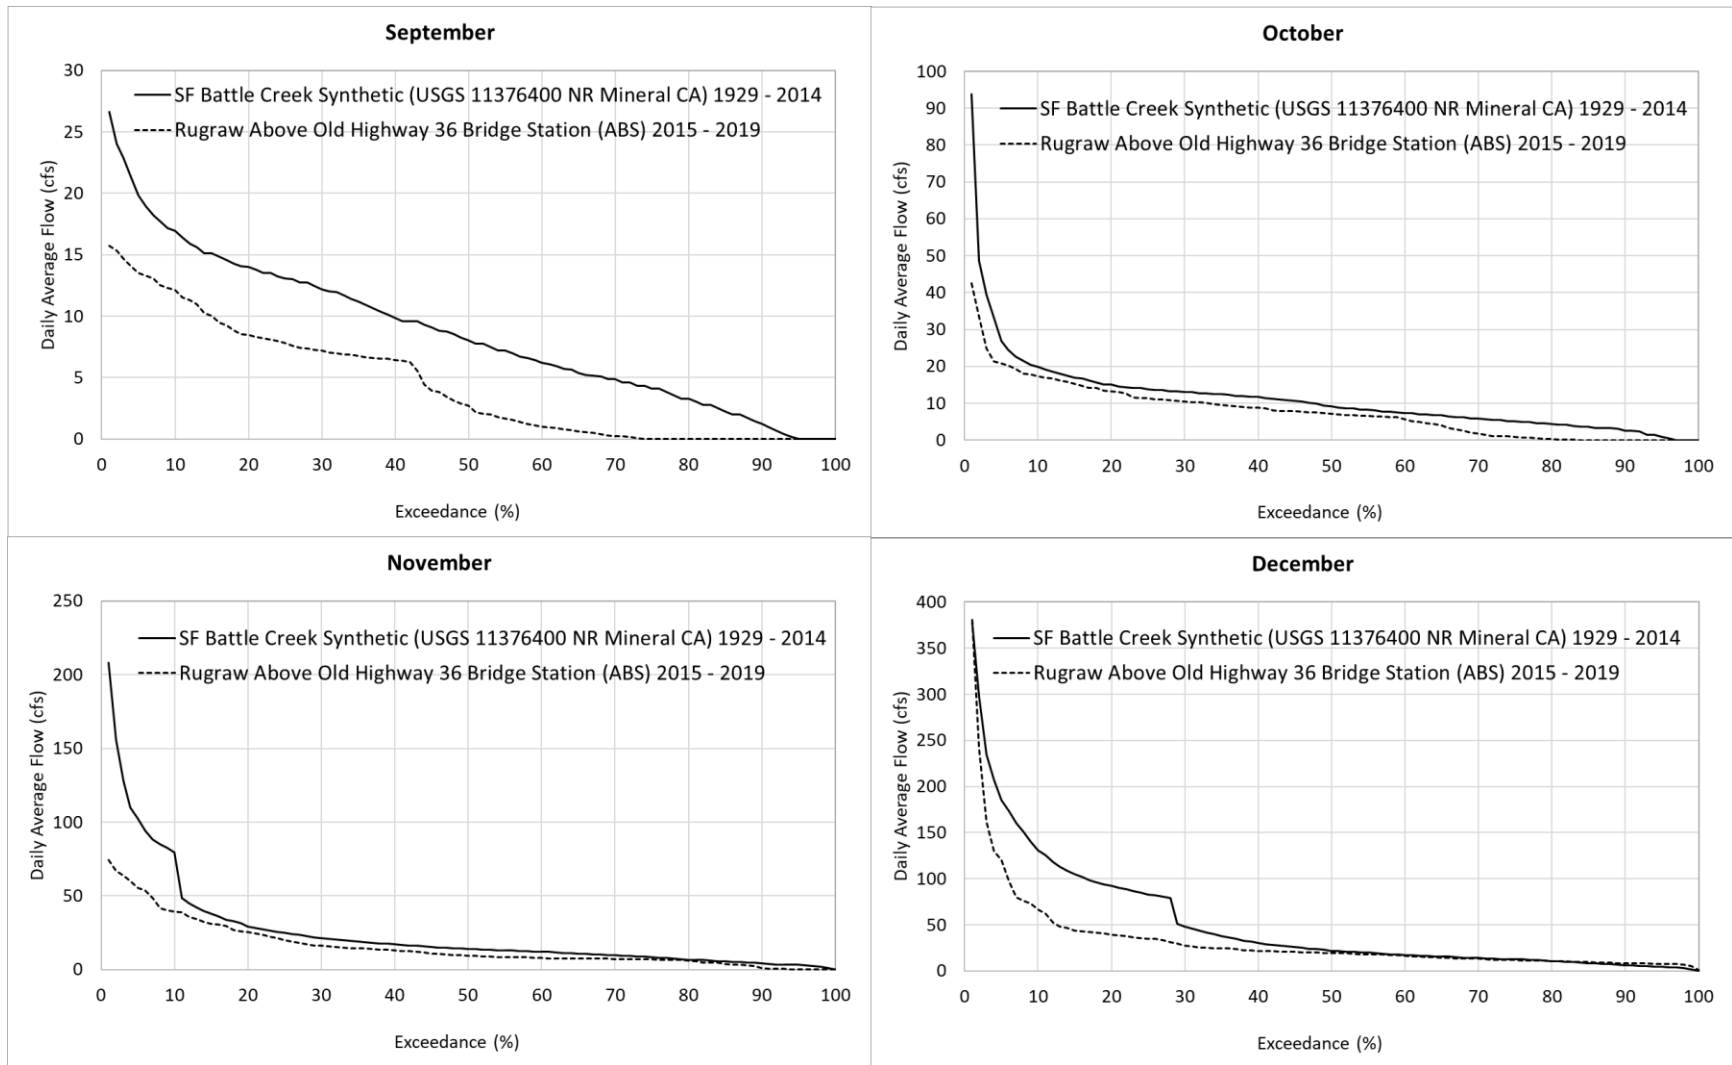 September
30
25
20
15
10
5
0
Daily Average Flow (cfs)
SF Battle Creek Synthetic (USGS 11376400 NR Mineral CA) 1929 - 2014
Rugraw Above Old Highway 36 Bridge Station (ABS) 2015 - 2019
0 10 20 30 40 50 60 70 80 90 100
Exceedance (%)
October
100
90
80
70
60
50
40
30
20
10
0
Daily Average Flow (cfs)
SF Battle Creek Synthetic (USGS 11376400 NR Mineral CA) 1929 - 2014
Rugraw Above Old Highway 36 Bridge Station (ABS) 2015 - 2019
0 10 20 30 40 50 60 70 80 90 100
Exceedance (%)
November
250
200
150
100
50
0
Daily Average Flow (cfs)
SF Battle Creek Synthetic (USGS 11376400 NR Mineral CA) 1929 - 2014
Rugraw Above Old Highway 36 Bridge Station (ABS) 2015 - 2019
0 10 20 30 40 50 60 70 80 90 100
Exceedance (%)
December
400
350
300
250
200
150
100
50
0
Daily Average Flow (cfs)
SF Battle Creek Synthetic (USGS 11376400 NR Mineral CA) 1929 - 2014
Rugraw Above Old Highway 36 Bridge Station (ABS) 2015 - 2019
0 10 20 30 40 50 60 70 80 90 100
Exceedance (%)